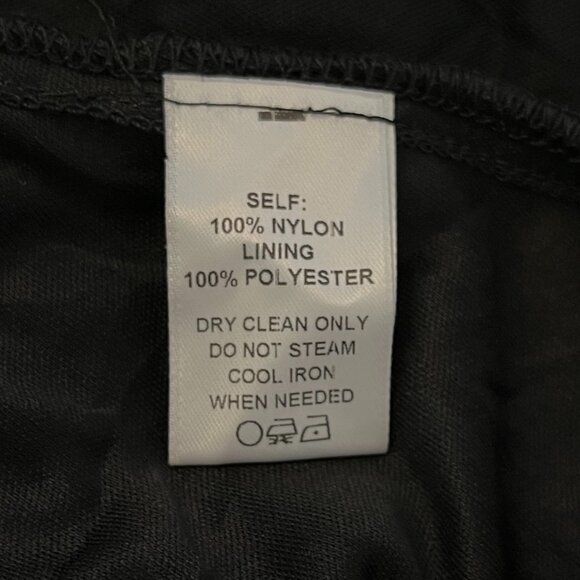 SELF:
100% NYLON
LINING
100% POLYESTER
DRY CLEAN ONLY
DO NOT STEAM
COOL IRON
WHEN NEEDED